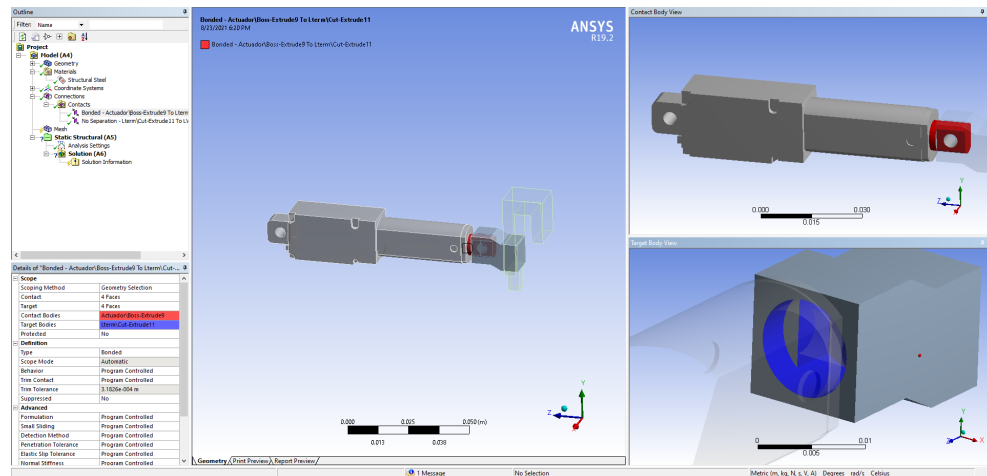 Outline
Filter: Name
Project
Model (A4)
Geometry
Materials
Structural Steel
Coordinate Systems
Connections
Contacts
Bonded - Actuador\Boss-Extrude9 To Lterm
No Separation - Lterm\Cut-Extrude11 To L\
Mesh
Static Structural (A5)
Analysis Settings
Solution (A6)
Solution Information
Details of "Bonded - Actuador\Boss-Extrude9 To Lterm\Cut-...
Scope
Scoping Method Geometry Selection
Contact 4 Faces
Target 4 Faces
Contact Bodies Actuador\Boss-Extrude9
Target Bodies Lterm\Cut-Extrude11
Protected No
Definition
Type Bonded
Scope Mode Automatic
Behavior Program Controlled
Trim Contact Program Controlled
Trim Tolerance 3.1826e-004 m
Suppressed No
Advanced
Formulation Program Controlled
Small Sliding Program Controlled
Detection Method Program Controlled
Penetration Tolerance Program Controlled
Elastic Slip Tolerance Program Controlled
Normal Stiffness Program Controlled
Bonded - Actuador\Boss-Extrude9 To Lterm\Cut-Extrude11
8/23/2021 6:20 PM
Bonded - Actuador\Boss-Extrude9 To Lterm\Cut-Extrude11
ANSYS
R19.2
0.000 0.025 0.050 (m)
0.013 0.038
Y
Z
Geometry Print Preview Report Preview
Contact Body View
0.000 0.030
0.015
Y
Z
Target Body View
0 0.01
0.005
Y
Z X
1 Message No Selection Metric (m, kg, N, s, V, A) Degrees rad/s Celsius